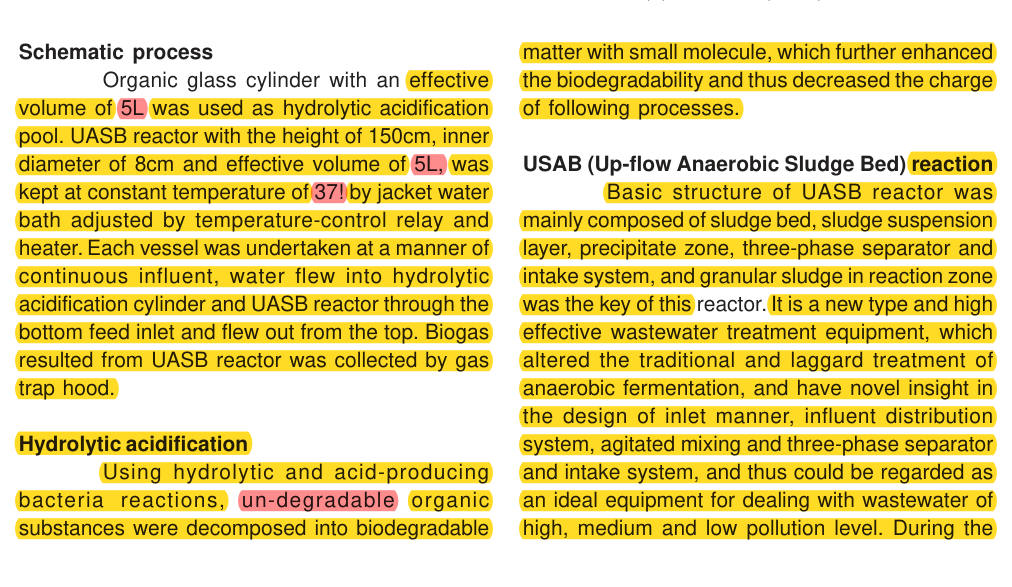 Schematic process
Organic glass cylinder with an effective
volume of 5L was used as hydrolytic acidification
pool. UASB reactor with the height of 150cm, inner
diameter of 8cm and effective volume of 5L, was
kept at constant temperature of 37! by jacket water
bath adjusted by temperature-control relay and
heater. Each vessel was undertaken at a manner of
continuous influent, water flew into hydrolytic
acidification cylinder and UASB reactor through the
bottom feed inlet and flew out from the top. Biogas
resulted from UASB reactor was collected by gas
trap hood.
Hydrolytic acidification
Using hydrolytic and acid-producing
bacteria reactions, un-degradable organic
substances were decomposed into biodegradable
matter with small molecule, which further enhanced
the biodegradability and thus decreased the charge
of following processes.
USAB (Up-flow Anaerobic Sludge Bed) reaction
Basic structure of UASB reactor was
mainly composed of sludge bed, sludge suspension
layer, precipitate zone, three-phase separator and
intake system, and granular sludge in reaction zone
was the key of this reactor. It is a new type and high
effective wastewater treatment equipment, which
altered the traditional and laggard treatment of
anaerobic fermentation, and have novel insight in
the design of inlet manner, influent distribution
system, agitated mixing and three-phase separator
and intake system, and thus could be regarded as
an ideal equipment for dealing with wastewater of
high, medium and low pollution level. During the